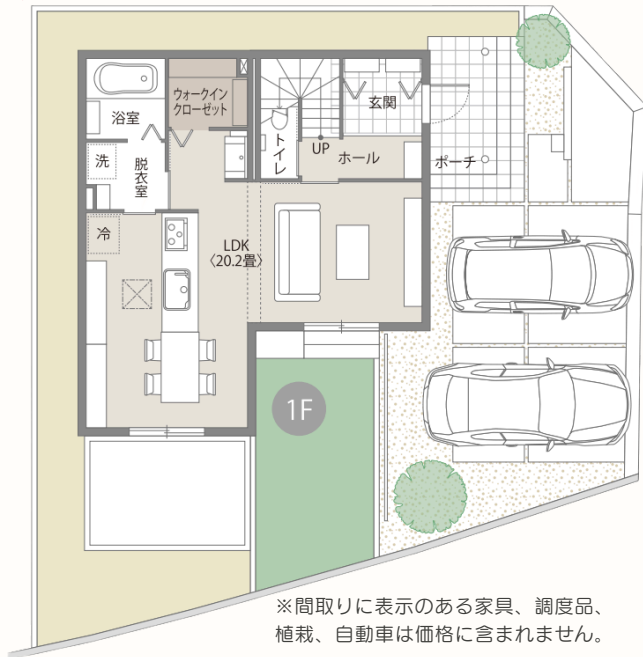 浴室
ウォークイン
クローゼット
玄関
トイレ
UP
ホール
ポーチ
洗
脱衣室
冷
LDK
〈20.2畳〉
1F
※間取りに表示のある家具、調度品、
植栽、自動車は価格に含まれません。